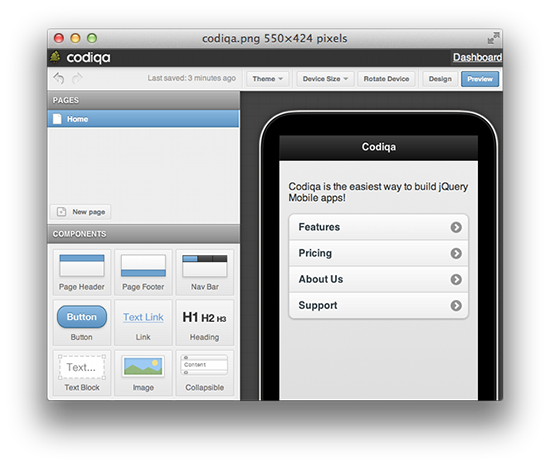 codiqa.png 550×424 pixels
codiqa
Dashboard
Last saved: 3 minutes ago
Theme
Device Size
Rotate Device
Design
Preview
PAGES
Home
New page
COMPONENTS
Page Header
Page Footer
Nav Bar
Button
Button
Text Link
Link
H1 H2 H3
Heading
Text...
Text Block
Image
Content
Collapsible
Codiqa
Codiqa is the easiest way to build jQuery
Mobile apps!
Features
Pricing
About Us
Support